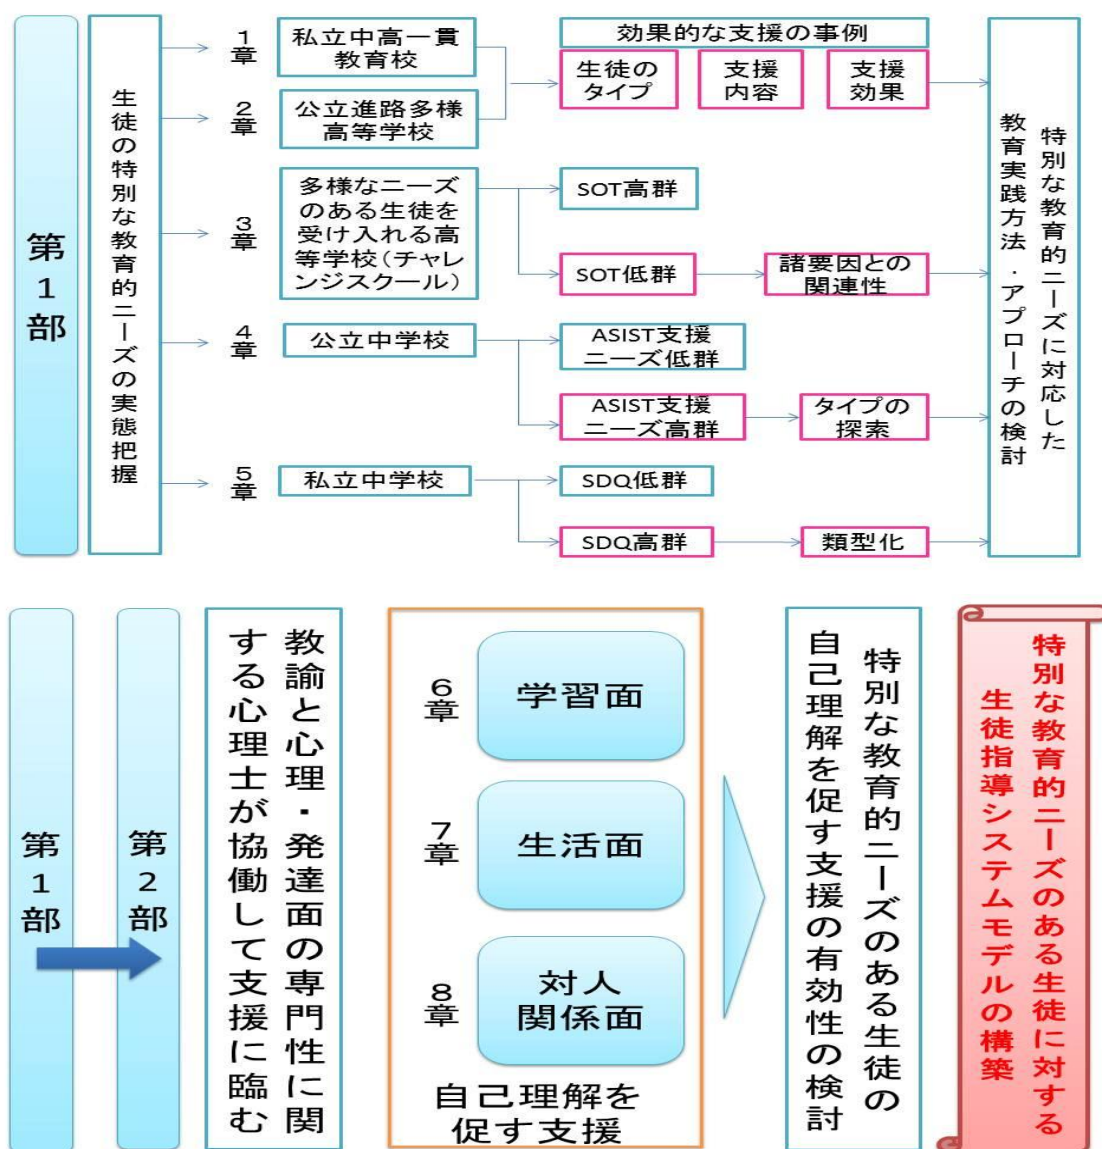 第1部
生徒の特別な教育的ニーズの実態把握
1章
私立中高一貫
教育校
2章
公立進路多様
高等学校
3章
多様なニーズ
のある生徒を
受け入れる高
等学校(チャレ
ンジスクール)
4章
公立中学校
5章
私立中学校
効果的な支援の事例
生徒の
タイプ
支援
内容
支援
効果
SOT高群
SOT低群
諸要因との
関連性
ASIST支援
ニーズ低群
ASIST支援
ニーズ高群
タイプの
探索
SDQ低群
SDQ高群
類型化
特別な教育的ニーズに対応した
教育実践方法・アプローチの検討
第1部
第2部
教諭と心理・発達面の専門性に関
する心理士が協働して支援に臨む
6章
学習面
7章
生活面
8章
対人
関係面
自己理解を
促す支援
特別な教育的ニーズのある生徒の
自己理解を促す支援の有効性の検討
特別な教育的ニーズのある生徒に対する
生徒指導システムモデルの構築